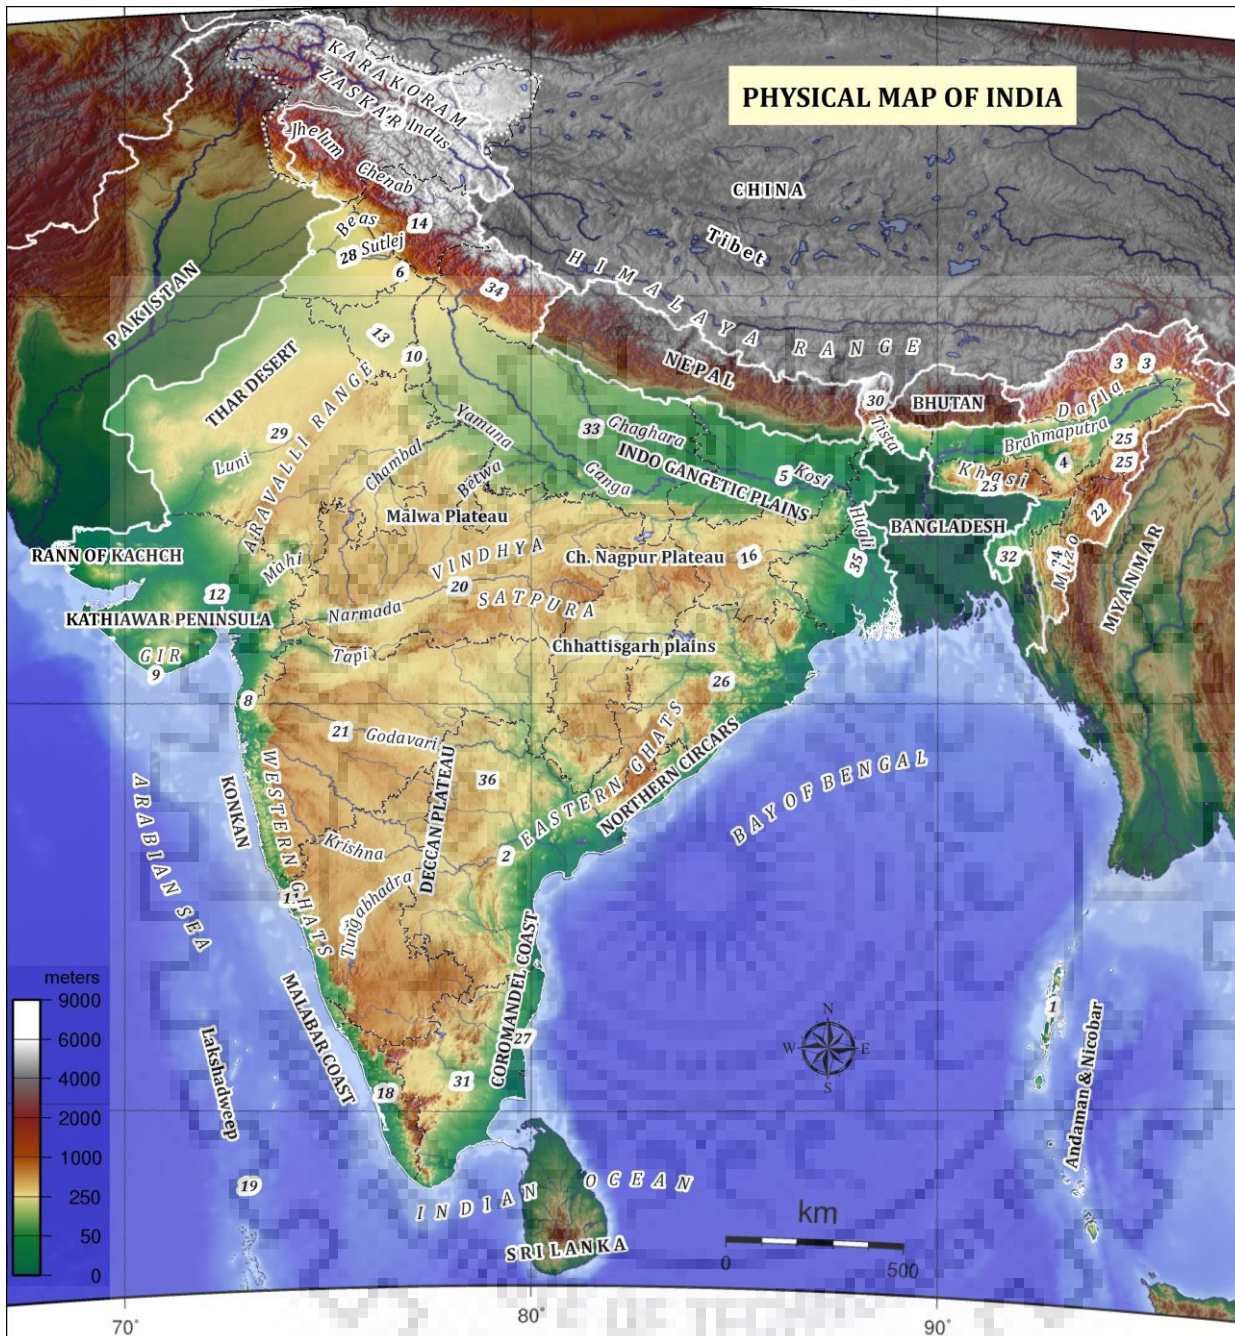 PHYSICAL MAP OF INDIA
KARAKORAM
ZASKAR
Indus
Jhelum
Chenab
CHINA
Tibet
14
Beas
28
Sutlej
6
PAKISTAN
34
HIMALAYA RANGE
13
10
NEPAL
3
3
THAR DESERT
30
BHUTAN
Dafla
ARAVALLI RANGE
29
Luni
Chambal
Yamuna
33
Ghaghara
Tista
Brahmaputra
25
25
4
Khasi
23
Betwa
Ganga
INDO GANGETIC PLAINS
5
Kosi
Malwa Plateau
Hugli
BANGLADESH
22
RANN OF KACHCH
Mahi
VINDHYA
Ch. Nagpur Plateau
16
35
32
24
Mizo
MYANMAR
12
20
Narmada
SATPURA
KATHIAWAR PENINSULA
GIR
9
Tapi
Chhattisgarh plains
8
26
21
Godavari
36
EASTERN GHATS
NORTHERN CIRCARS
BAY OF BENGAL
ARABIAN SEA
KONKAN
WESTERN GHATS
DECCAN PLATEAU
Krishna
2
Tungabhadra
COROMANDEL COAST
meters
9000
6000
4000
2000
1000
250
50
0
MALABAR COAST
Lakshadweep
27
N
W
E
S
1
Andaman & Nicobar
18
31
19
INDIAN OCEAN
SRI LANKA
km
0
500
70°
80°
90°